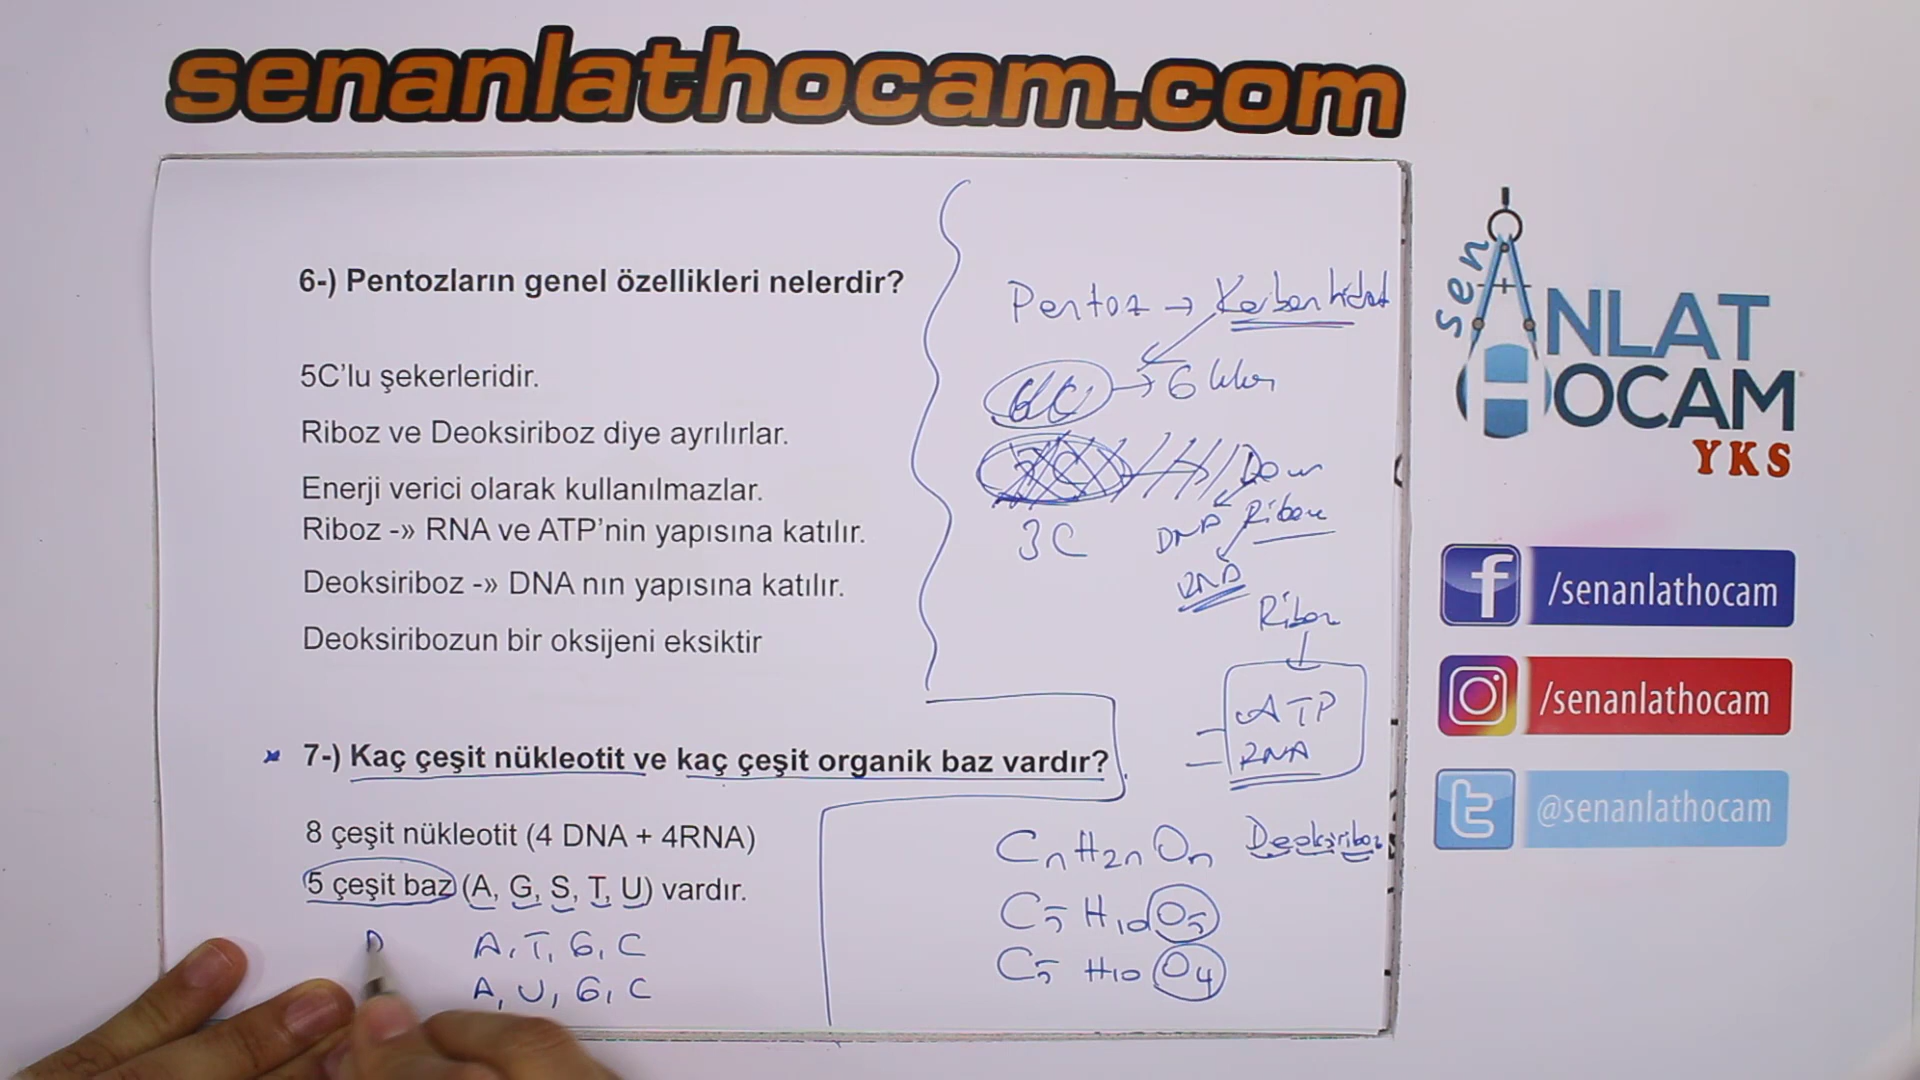 senanlathocam.com
6-) Pentozların genel özellikleri nelerdir?
5C'lu şekerleridir.
Riboz ve Deoksiriboz diye ayrılırlar.
Enerji verici olarak kullanılmazlar.
Riboz -» RNA ve ATP'nin yapısına katılır.
Deoksiriboz -» DNA nın yapısına katılır.
Deoksiribozun bir oksijeni eksiktir
7-) Kaç çeşit nükleotit ve kaç çeşit organik baz vardır?
8 çeşit nükleotit (4 DNA + 4RNA)
5 çeşit baz (A, G, S, T, U) vardır.
D A, T, G, C
A, U, G, C
Pentoz → Karbonhidrat
6C → 6
3C
DNA
RNA
ATP
RNA
CnH2nOn Deoksiriboz
C5H10O5
C5H10O4
sen
ANLAT
HOCAM
YKS
f /senanlathocam
/senanlathocam
t @senanlathocam